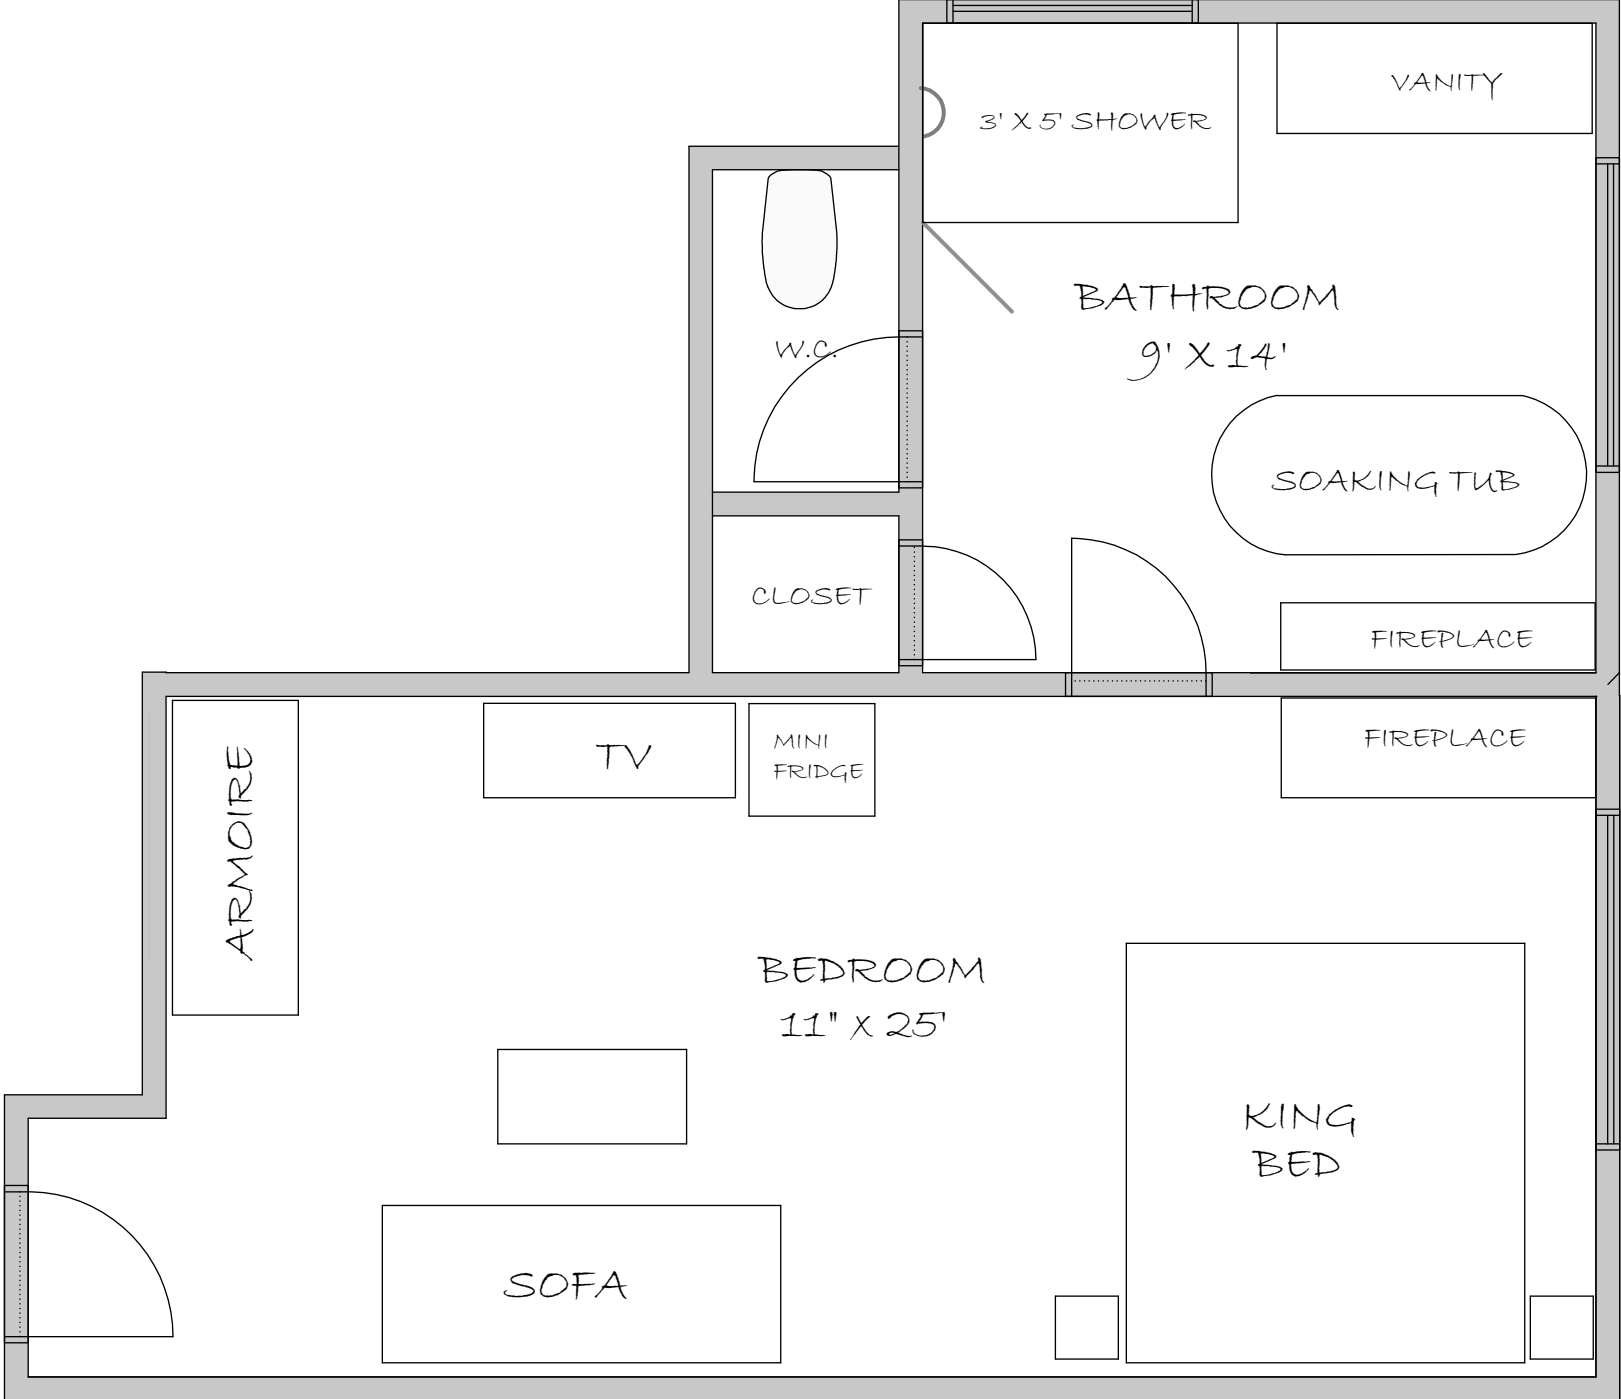 VANITY
3' X 5' SHOWER
BATHROOM
9' X 14'
W.C.
SOAKING TUB
CLOSET
FIREPLACE
FIREPLACE
TV
MINI
FRIDGE
ARMOIRE
BEDROOM
11" X 25'
KING
BED
SOFA